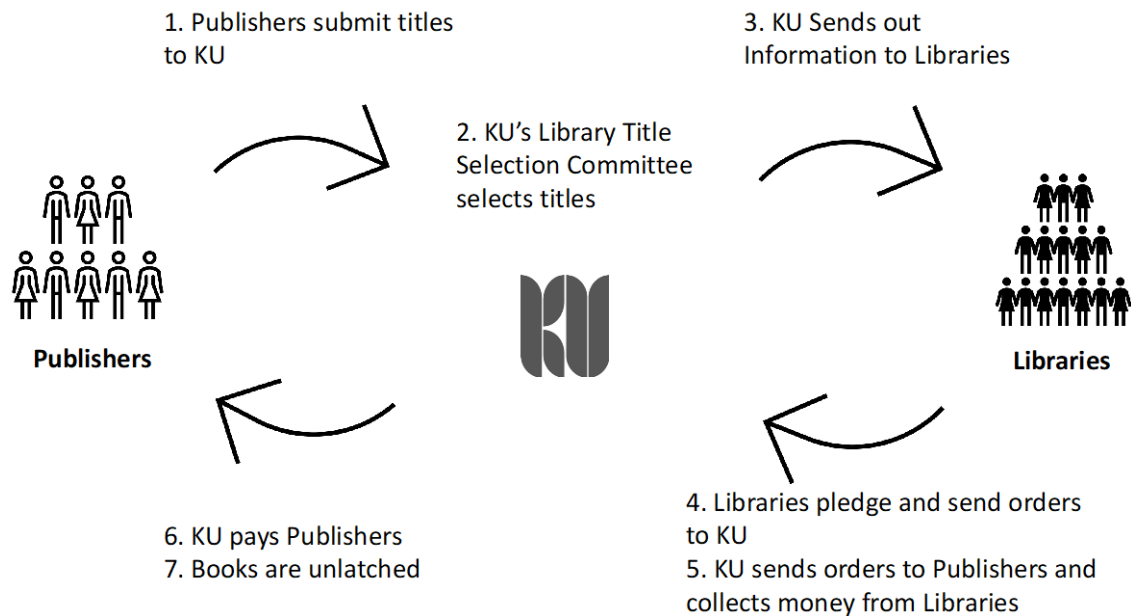 1. Publishers submit titles
to KU
3. KU Sends out
Information to Libraries
2. KU’s Library Title
Selection Committee
selects titles
KU
Publishers
Libraries
6. KU pays Publishers
7. Books are unlatched
4. Libraries pledge and send orders
to KU
5. KU sends orders to Publishers and
collects money from Libraries